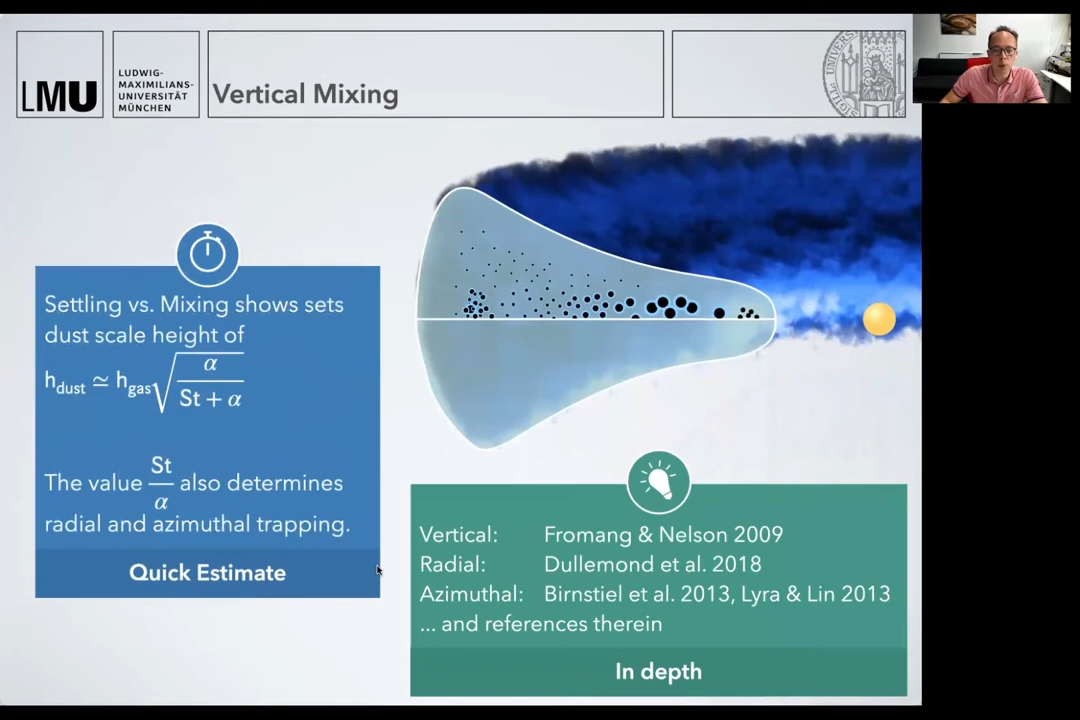 LMU
LUDWIG-
MAXIMILIANS-
UNIVERSITÄT
MÜNCHEN
Vertical Mixing
Settling vs. Mixing shows sets
dust scale height of
h_dust ≃ h_gas √(α / (St + α))
The value St/α also determines
radial and azimuthal trapping.
Quick Estimate
Vertical: Fromang & Nelson 2009
Radial: Dullemond et al. 2018
Azimuthal: Birnstiel et al. 2013, Lyra & Lin 2013
... and references therein
In depth